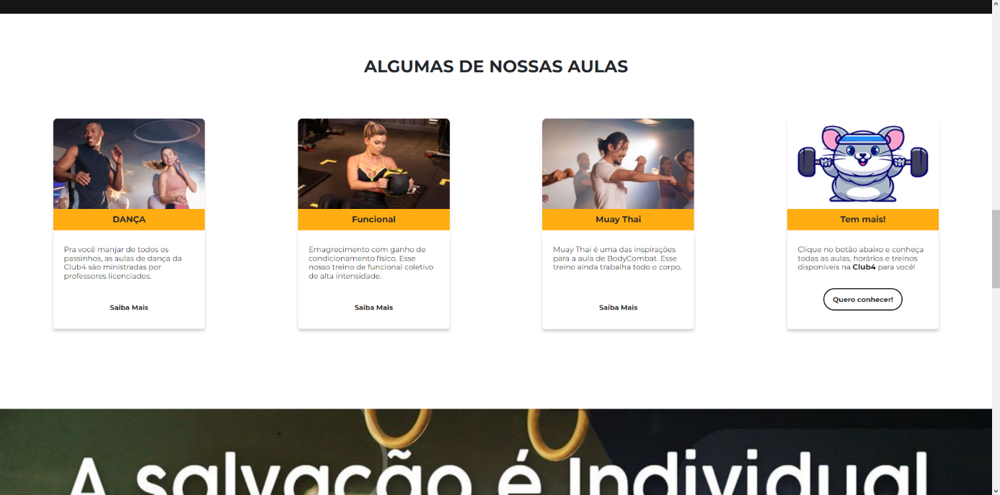 ALGUMAS DE NOSSAS AULAS
DANÇA
Pra você manjar de todos os
passinhos, as aulas de dança da
Club4 são ministradas por
professores licenciados.
Saiba Mais
Funcional
Emagrecimento com ganho de
condicionamento físico. Esse
nosso treino de funcional coletivo
de alta intensidade.
Saiba Mais
Muay Thai
Muay Thai é uma das inspirações
para a aula de BodyCombat. Esse
treino ainda trabalha todo o corpo.
Saiba Mais
Tem mais!
Clique no botão abaixo e conheça
todas as aulas, horários e treinos
disponíveis na Club4 para você!
Quero conhecer!
A salvação é Individual